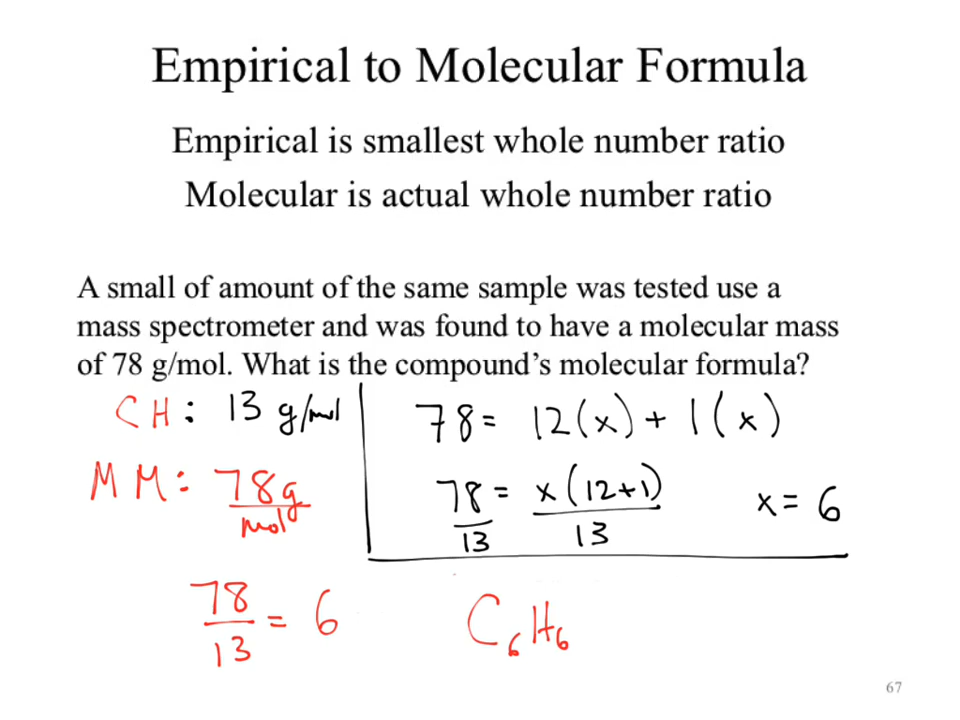 Empirical to Molecular Formula
Empirical is smallest whole number ratio
Molecular is actual whole number ratio
A small of amount of the same sample was tested use a
mass spectrometer and was found to have a molecular mass
of 78 g/mol. What is the compound’s molecular formula?
CH: 13 g/mol
MM: 78g/mol
78/13 = 6
78 = 12(x) + 1(x)
78/13 = x(12+1)/13
x = 6
C₆H₆
67